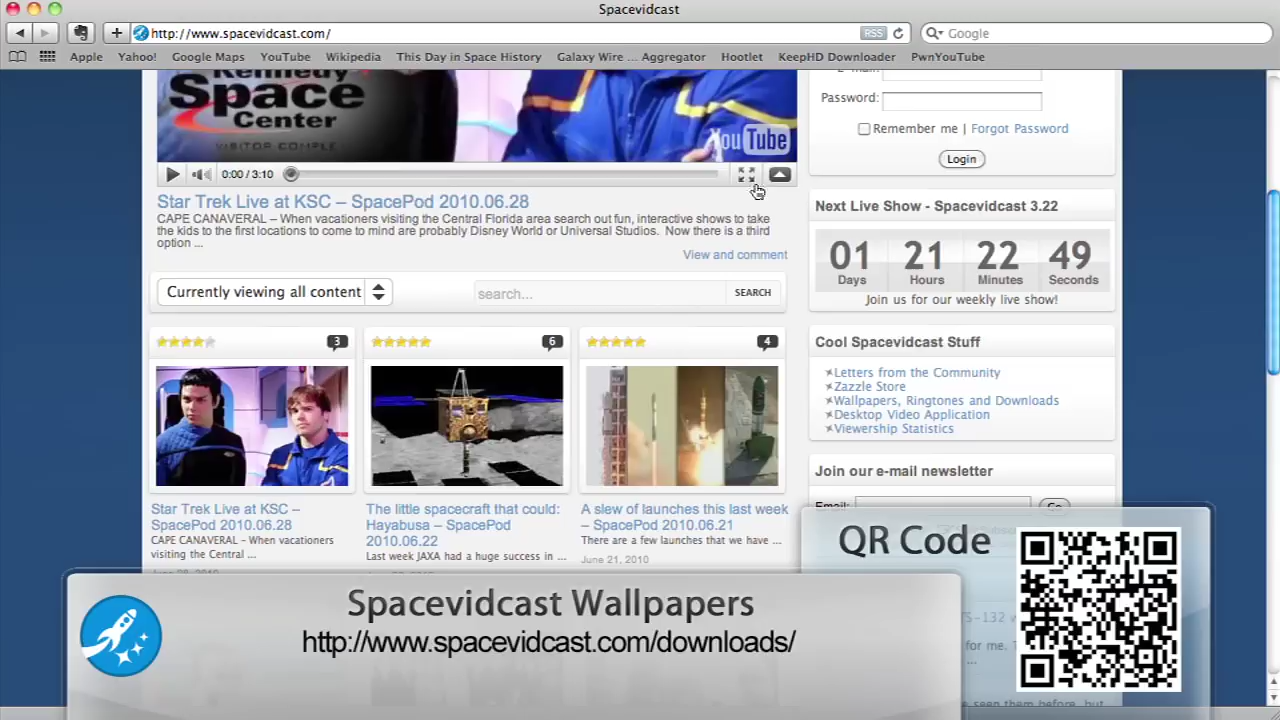 Spacevidcast
http://www.spacevidcast.com/
RSS
Google
Apple
Yahoo!
Google Maps
YouTube
Wikipedia
This Day in Space History
Galaxy Wire ... Aggregator
Hootlet
KeepHD Downloader
PwnYouTube
Kennedy
Space
Center
VISITOR COMPLE
YouTube
0:00 / 3:10
Star Trek Live at KSC – SpacePod 2010.06.28
CAPE CANAVERAL – When vacationers visiting the Central Florida area search out fun, interactive shows to take
the kids to the first locations to come to mind are probably Disney World or Universal Studios. Now there is a third
option ...
View and comment
Currently viewing all content
search...
SEARCH
3
6
4
Star Trek Live at KSC –
SpacePod 2010.06.28
CAPE CANAVERAL – When vacationers
visiting the Central ...
The little spacecraft that could:
Hayabusa – SpacePod
2010.06.22
Last week JAXA had a huge success in ...
A slew of launches this last week
– SpacePod 2010.06.21
There are a few launches that we have ...
June 21, 2010
Password:
Remember me | Forgot Password
Login
Next Live Show - Spacevidcast 3.22
01 21 22 49
Days Hours Minutes Seconds
Join us for our weekly live show!
Cool Spacevidcast Stuff
Letters from the Community
Zazzle Store
Wallpapers, Ringtones and Downloads
Desktop Video Application
Viewership Statistics
Join our e-mail newsletter
Email:
Go
QR Code
Spacevidcast Wallpapers
http://www.spacevidcast.com/downloads/